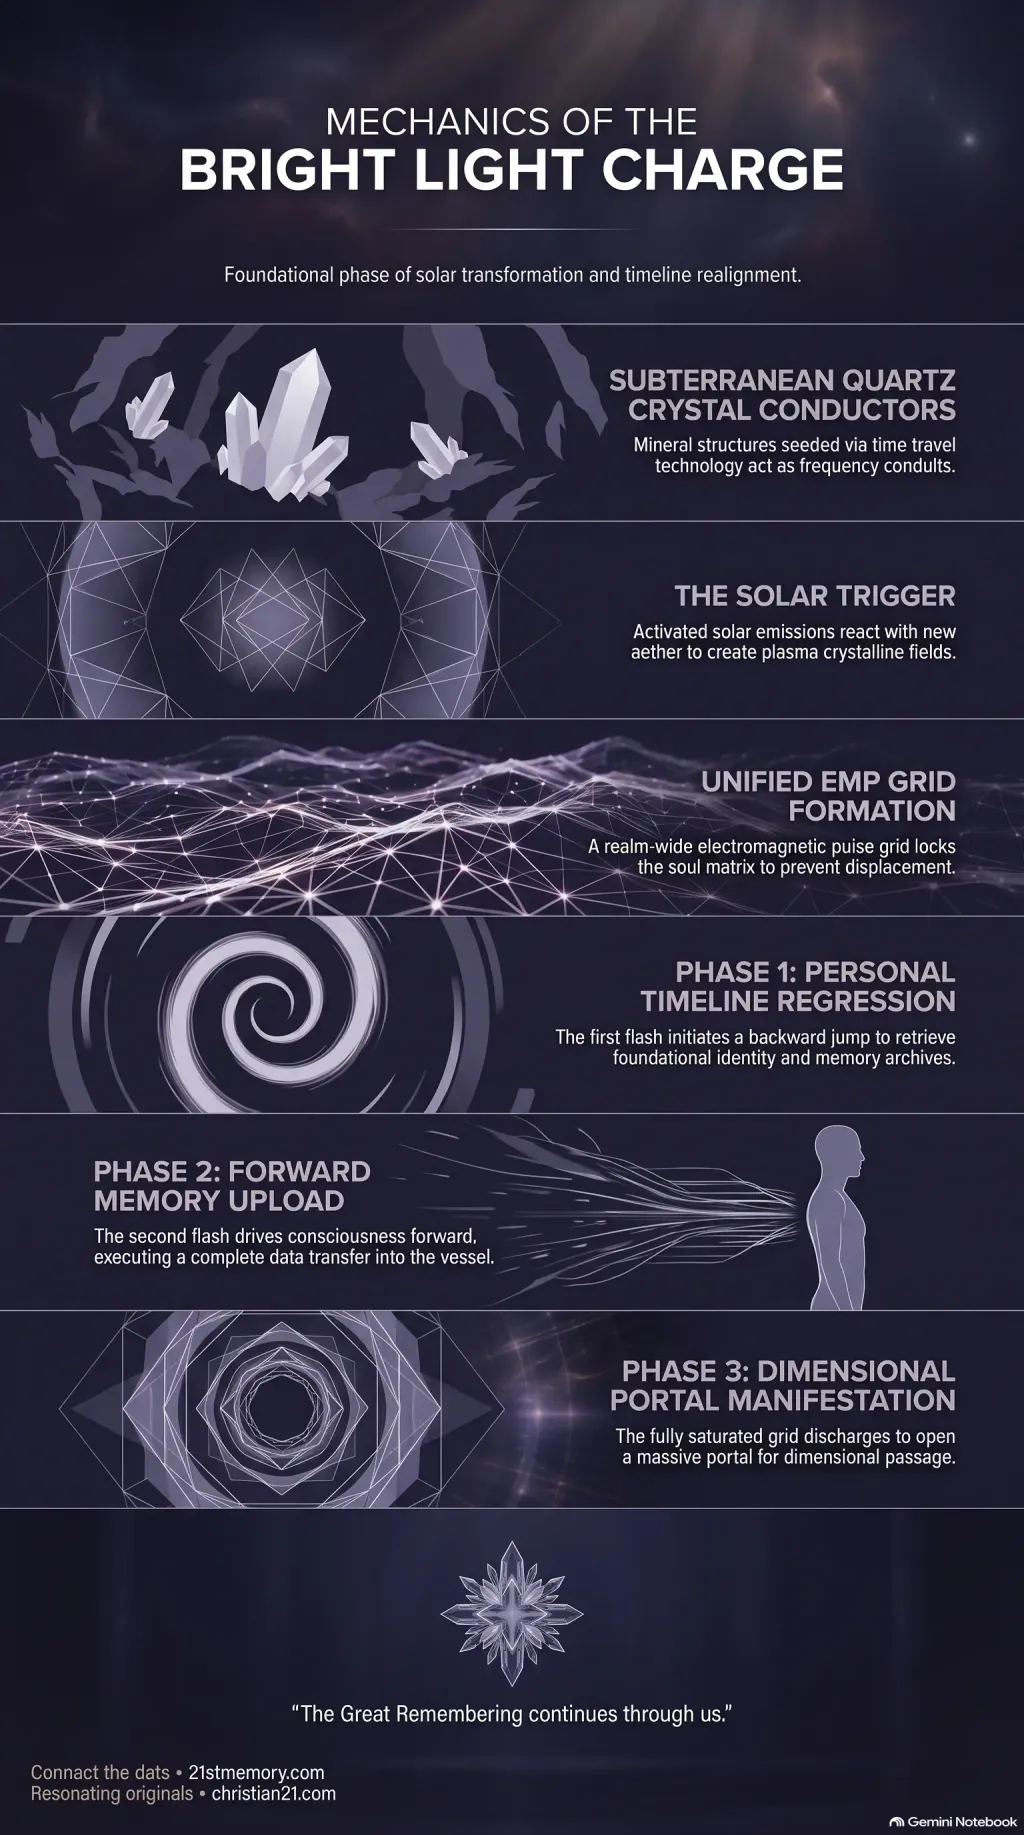 MECHANICS OF THE
BRIGHT LIGHT CHARGE
Foundational phase of solar transformation and timeline realignment.
SUBTERRANEAN QUARTZ
CRYSTAL CONDUCTORS
Mineral structures seeded via time travel
technology act as frequency conduits.
THE SOLAR TRIGGER
Activated solar emissions react with new
aether to create plasma crystalline fields.
UNIFIED EMP GRID
FORMATION
A realm-wide electromagnetic puise grid locks
the soul matrix to prevent displacement.
PHASE 1: PERSONAL
TIMELINE REGRESSION
The first flash initiates a backward jump to retrieve
foundational identity and memory archives.
PHASE 2: FORWARD
MEMORY UPLOAD
The second flash drives consciousness forward,
executing a complete data transfer into the vessel.
PHASE 3: DIMENSIONAL
PORTAL MANIFESTATION
The fully saturated grid discharges to open
a massive portal for dimensional passage.
“The Great Remembering continues through us.”
Connact the dats • 21stmemory.com
Resonating originals • christian21.com
Gemini Notebook